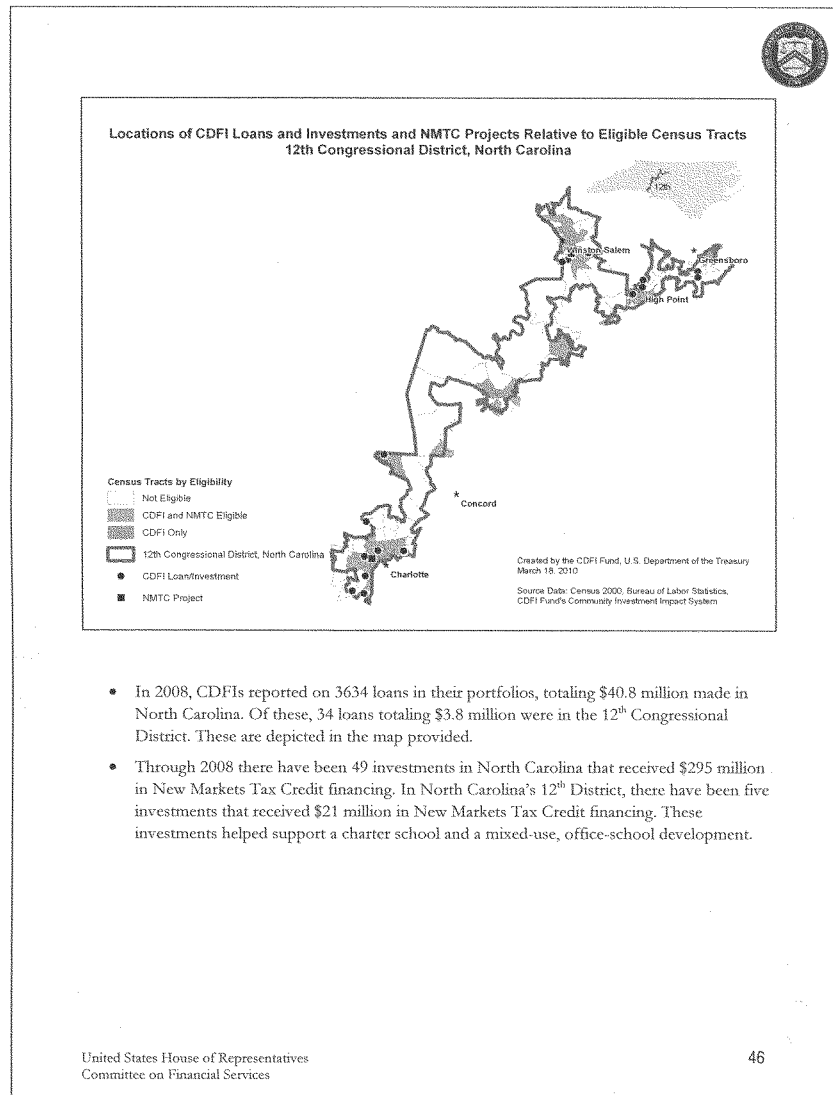 Locations of CDFI Loans and Investments and NMTC Projects Relative to Eligible Census Tracts
12th Congressional District, North Carolina
12th
Winston Salem
Greensboro
High Point
Census Tracts by Eligibility
Not Eligible
CDFI and NMTC Eligible
CDFI Only
12th Congressional District, North Carolina
CDFI Loan/Investment
NMTC Project
Concord
Charlotte
Created by the CDFI Fund, U.S. Department of the Treasury
March 18, 2010
Source Data: Census 2000, Bureau of Labor Statistics,
CDFI Fund's Community Investment Impact System
• In 2008, CDFIs reported on 3634 loans in their portfolios, totaling $40.8 million made in
North Carolina. Of these, 34 loans totaling $3.8 million were in the 12th Congressional
District. These are depicted in the map provided.
• Through 2008 there have been 49 investments in North Carolina that received $295 million
in New Markets Tax Credit financing. In North Carolina's 12th District, there have been five
investments that received $21 million in New Markets Tax Credit financing. These
investments helped support a charter school and a mixed-use, office-school development.
United States House of Representatives
Committee on Financial Services
46